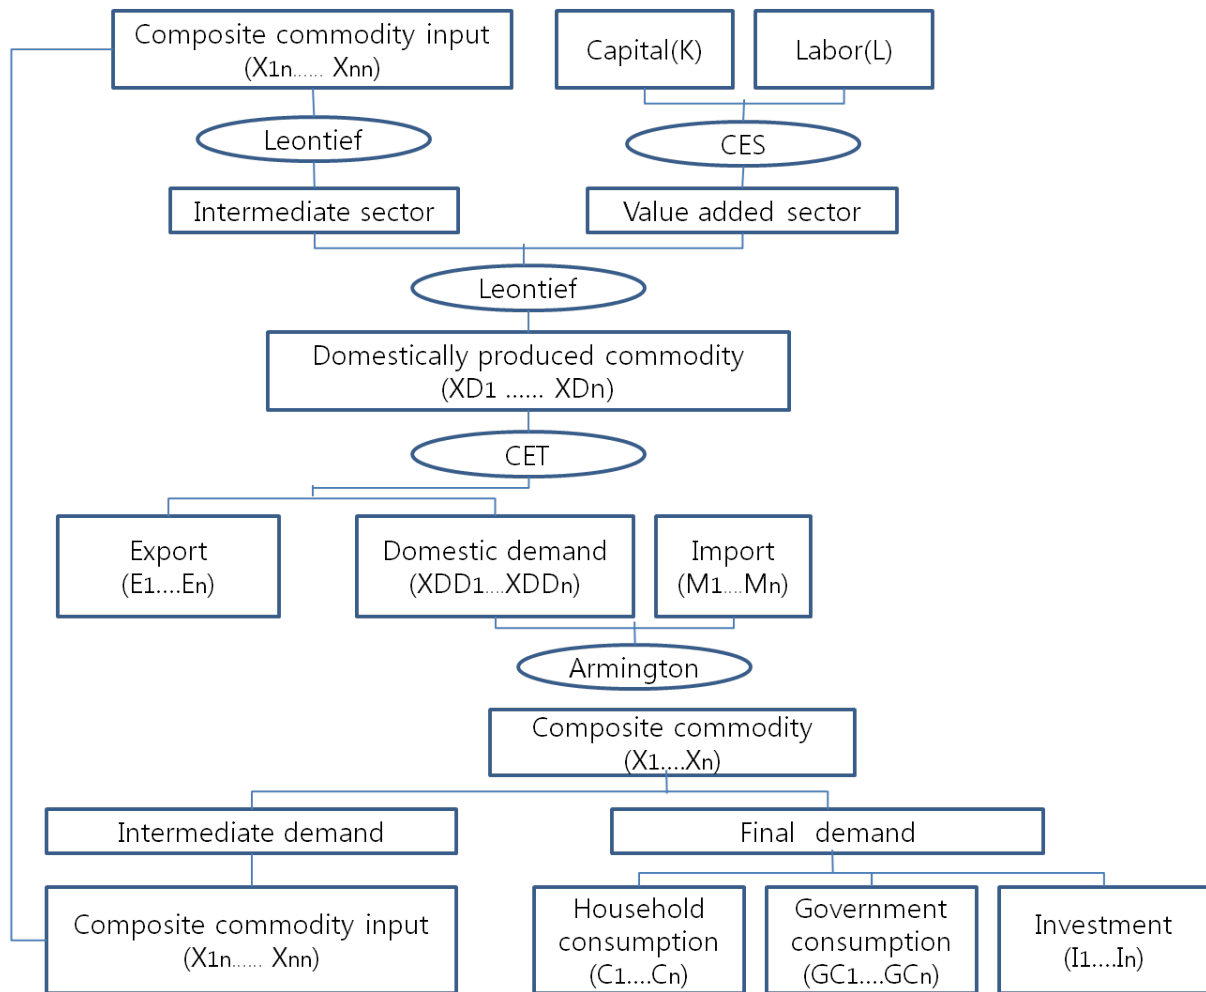 Composite commodity input
(X1n...... Xnn)
Capital(K)
Labor(L)
Leontief
CES
Intermediate sector
Value added sector
Leontief
Domestically produced commodity
(XD1 ...... XDn)
CET
Export
(E1....En)
Domestic demand
(XDD1....XDDn)
Import
(M1....Mn)
Armington
Composite commodity
(X1....Xn)
Intermediate demand
Final demand
Composite commodity input
(X1n...... Xnn)
Household
consumption
(C1....Cn)
Government
consumption
(GC1....GCn)
Investment
(I1....In)